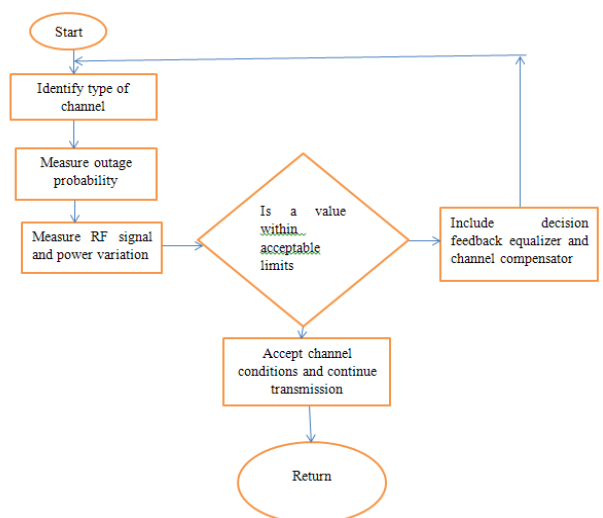 Start
Identify type of
channel
Measure outage
probability
Measure RF signal
and power variation
Is a value
within
acceptable
limits
Include decision
feedback equalizer and
channel compensator
Accept channel
conditions and continue
transmission
Return